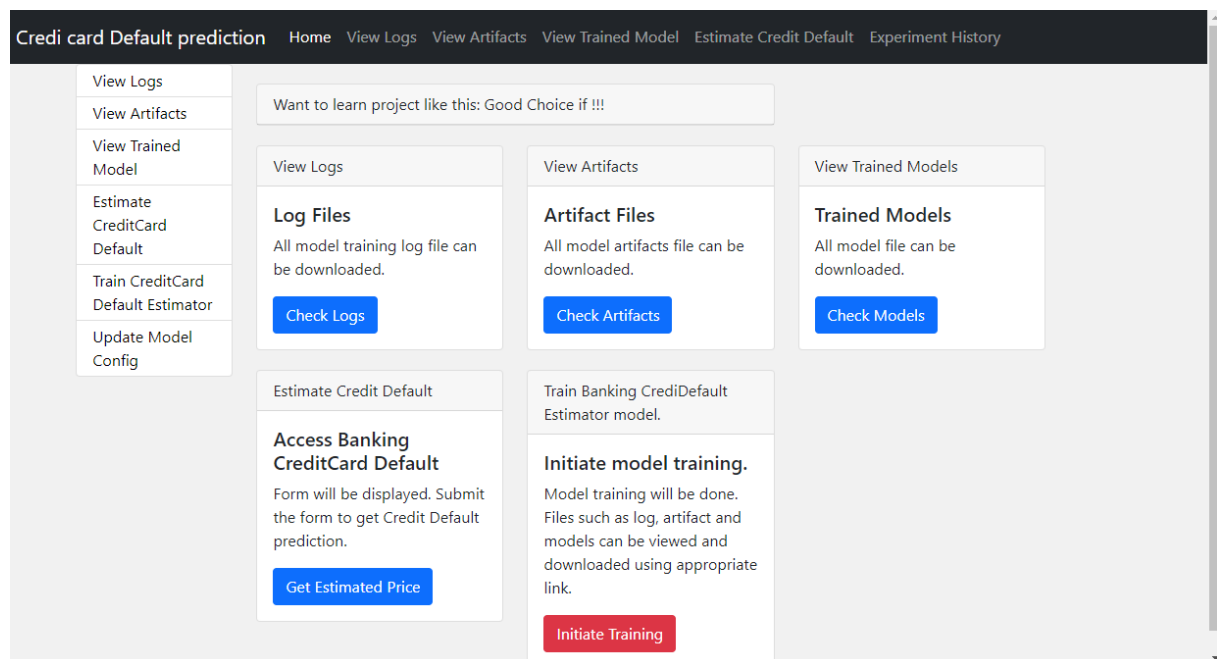 Credi card Default prediction Home View Logs View Artifacts View Trained Model Estimate Credit Default Experiment History
View Logs
View Artifacts
View Trained
Model
Estimate
CreditCard
Default
Train CreditCard
Default Estimator
Update Model
Config
Want to learn project like this: Good Choice if !!!
View Logs
Log Files
All model training log file can
be downloaded.
Check Logs
View Artifacts
Artifact Files
All model artifacts file can be
downloaded.
Check Artifacts
View Trained Models
Trained Models
All model file can be
downloaded.
Check Models
Estimate Credit Default
Access Banking
CreditCard Default
Form will be displayed. Submit
the form to get Credit Default
prediction.
Get Estimated Price
Train Banking CrediDefault
Estimator model.
Initiate model training.
Model training will be done.
Files such as log, artifact and
models can be viewed and
downloaded using appropriate
link.
Initiate Training